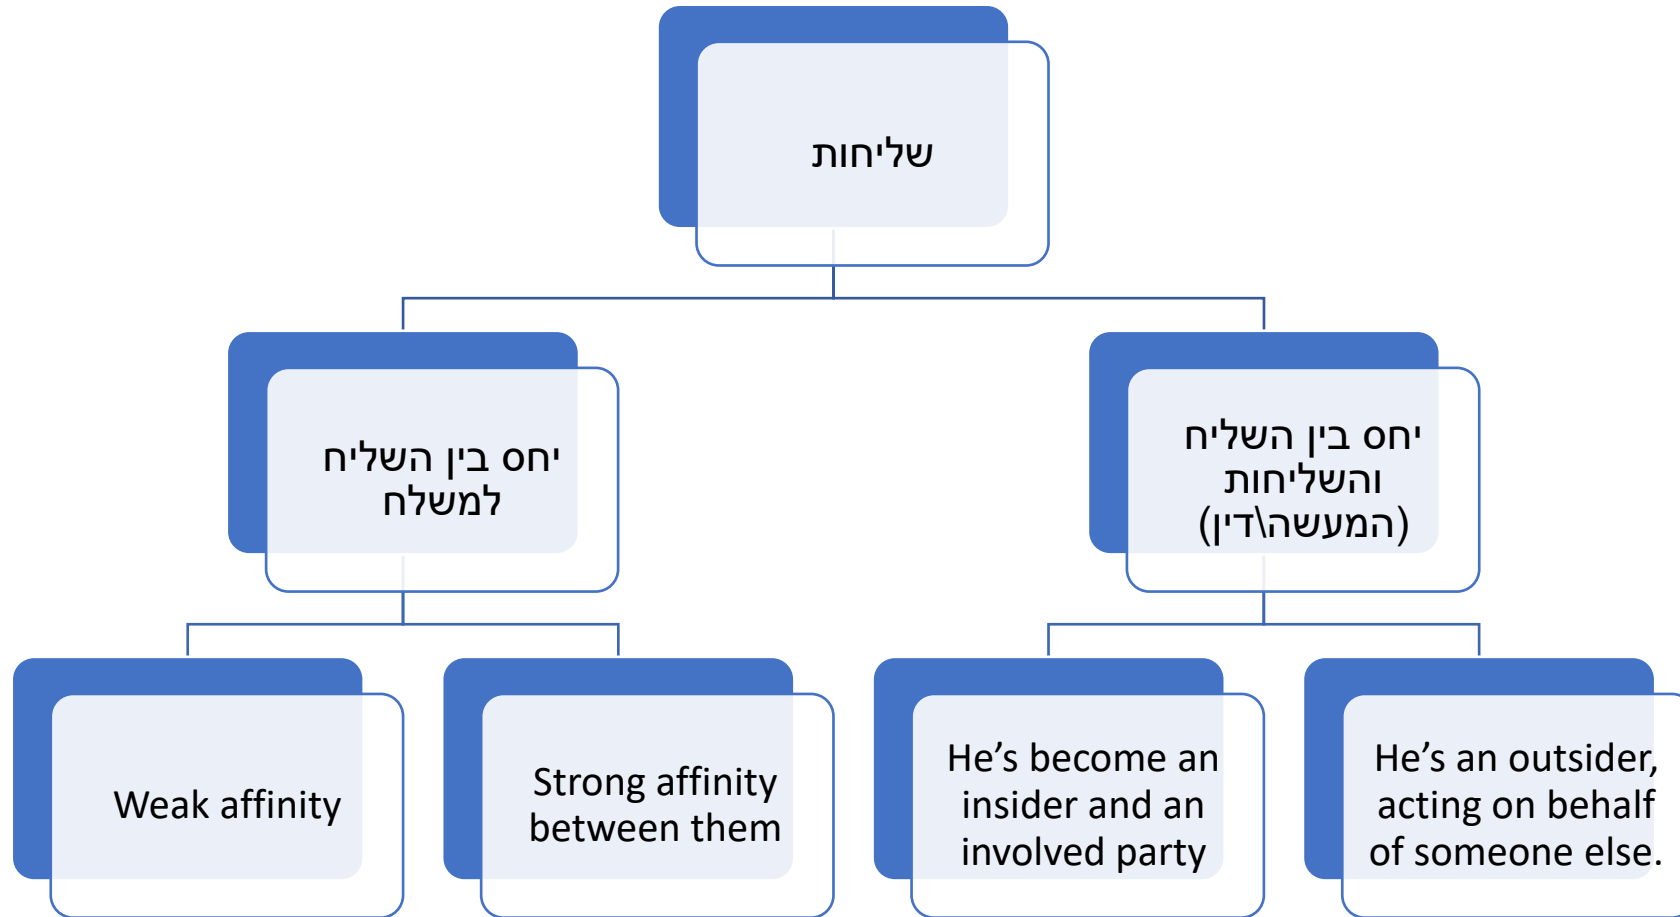 שליחות
יחס בין השליח
למשלח
יחס בין השליח
והשליחות
(המעשה\דין)
Weak affinity
Strong affinity
between them
He’s become an
insider and an
involved party
He’s an outsider,
acting on behalf
of someone else.